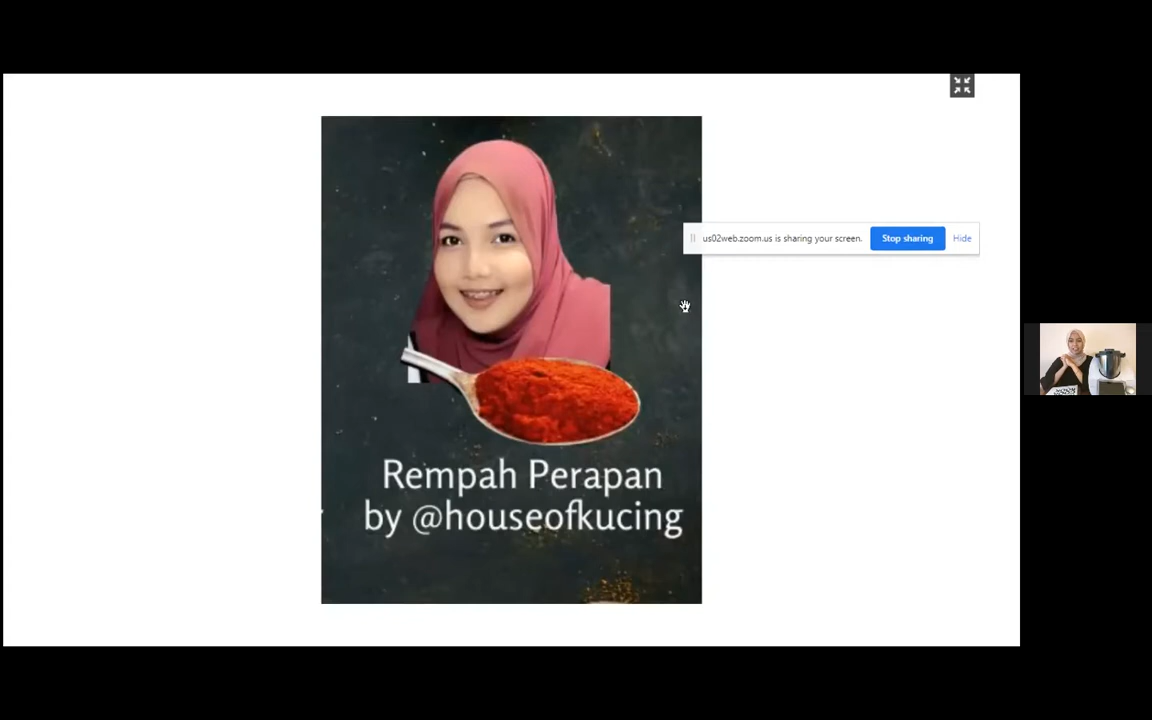 us02web.zoom.us is sharing your screen.
Stop sharing
Hide
Rempah Perapan
by @houseofkucing